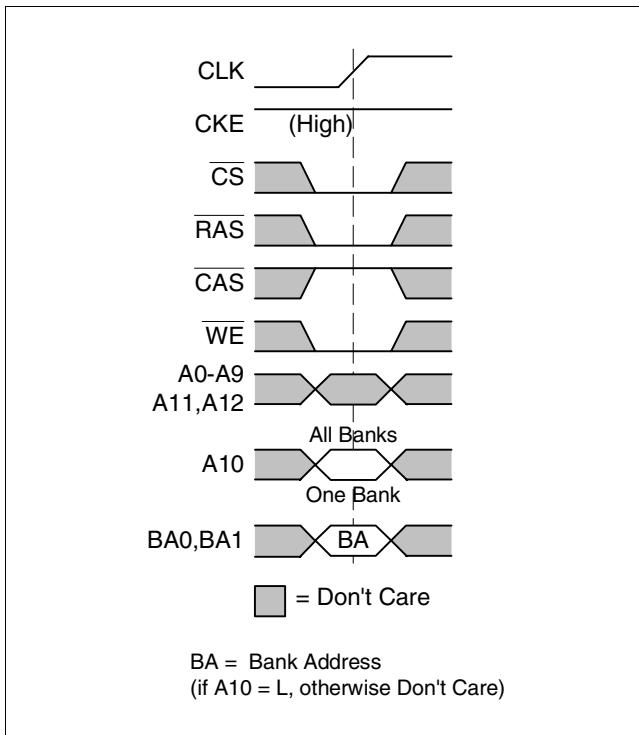 CLK
CKE (High)
CS
RAS
CAS
WE
A0-A9
A11,A12
All Banks
A10
One Bank
BA0,BA1 BA
= Don't Care
BA = Bank Address
(if A10 = L, otherwise Don't Care)